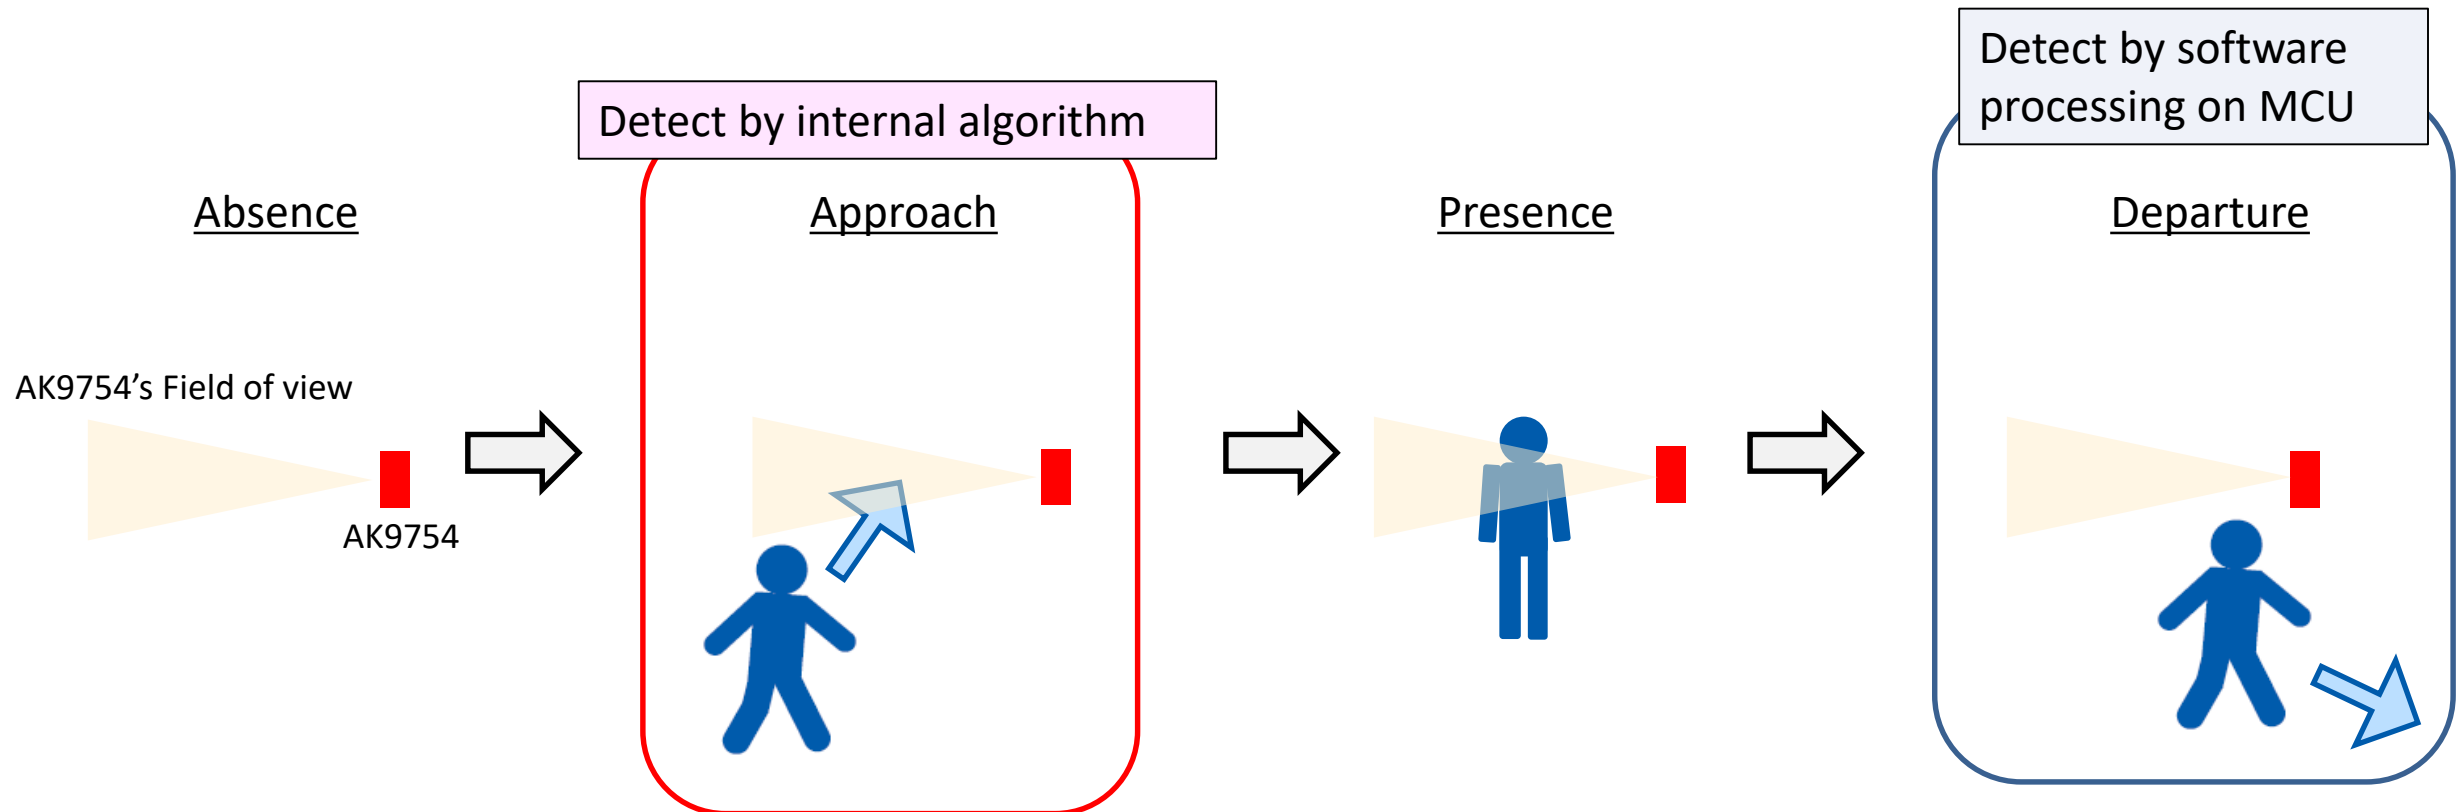 Detect by internal algorithm
Detect by software
processing on MCU
Absence
Approach
Presence
Departure
AK9754’s Field of view
AK9754